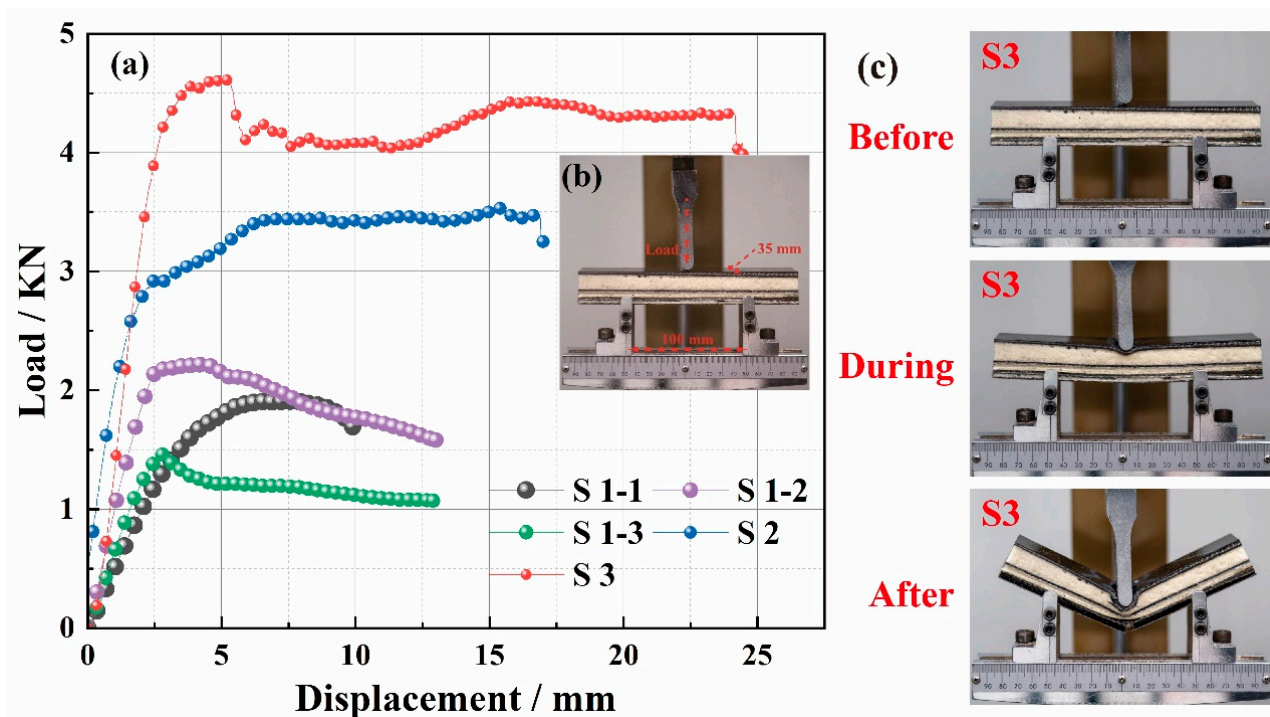 (a)
Load / KN
5
4
3
2
1
0
0 5 10 15 20 25
Displacement / mm
S 1-1 S 1-2
S 1-3 S 2
S 3
(b)
Load
35 mm
100 mm
(c)
S3
Before
S3
During
S3
After